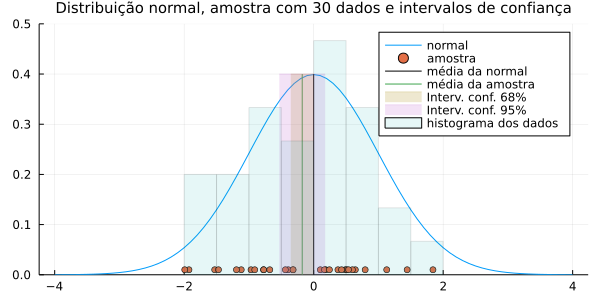 Distribuição normal, amostra com 30 dados e intervalos de confiança
0.5
0.4
0.3
0.2
0.1
0.0
normal
amostra
média da normal
média da amostra
Interv. conf. 68%
Interv. conf. 95%
histograma dos dados
−4 −2 0 2 4